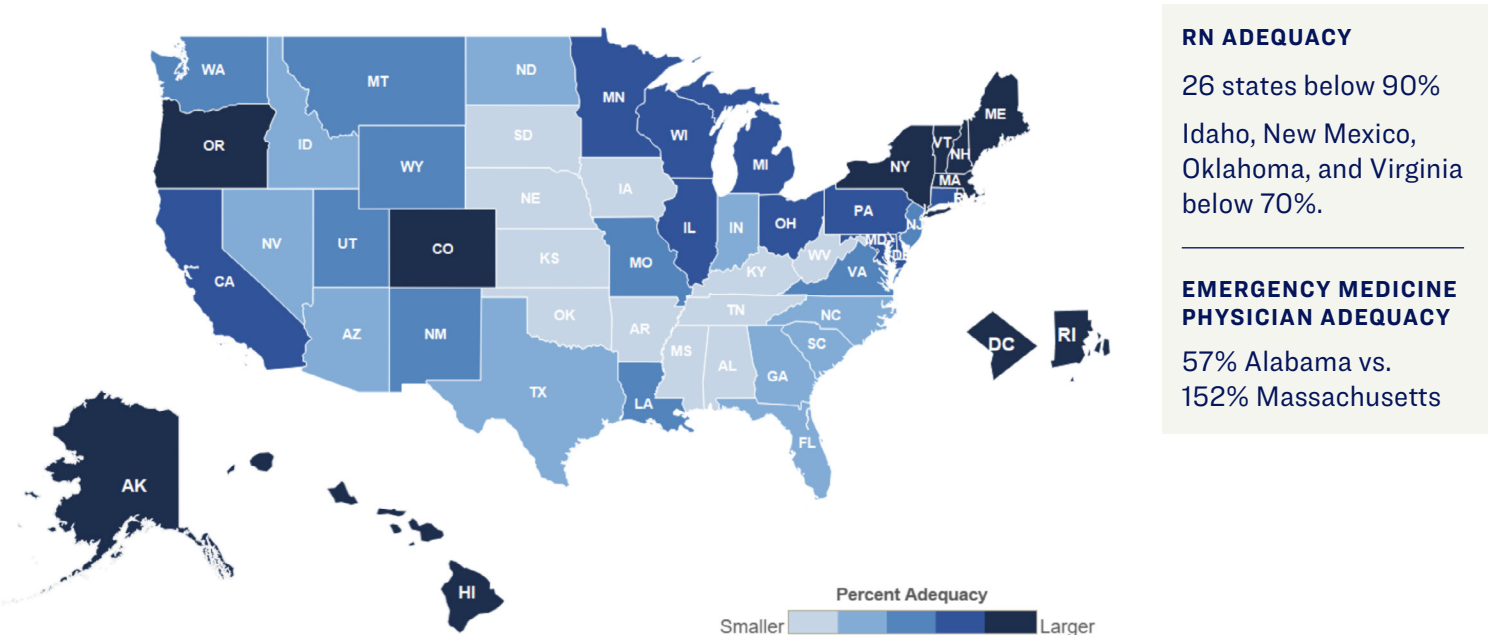 WA
MT
ND
MN
ME
OR
ID
SD
WI
VT
NH
NY
WY
MI
MA
IA
NE
PA
NJ
NV
UT
CO
IL
IN
OH
MD
CA
KS
MO
WV
VA
KY
OK
TN
NC
AZ
NM
AR
SC
MS
AL
GA
TX
LA
FL
DC
RI
AK
HI
Percent Adequacy
Smaller
Larger
RN ADEQUACY
26 states below 90%
Idaho, New Mexico,
Oklahoma, and Virginia
below 70%.
EMERGENCY MEDICINE
PHYSICIAN ADEQUACY
57% Alabama vs.
152% Massachusetts